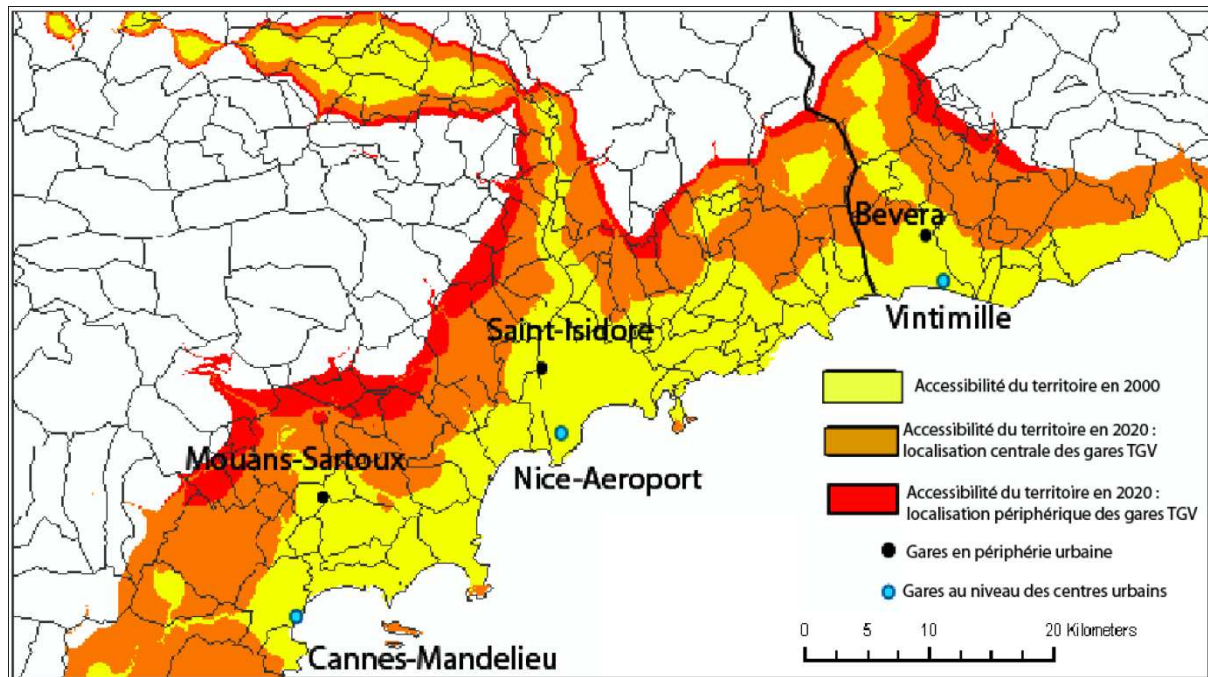 Bevera
Vintimille
Saint-Isidore
Mouans-Sartoux
Nice-Aeroport
Cannes-Mandelieu
Accessibilité du territoire en 2000
Accessibilité du territoire en 2020 :
localisation centrale des gares TGV
Accessibilité du territoire en 2020 :
localisation périphérique des gares TGV
Gares en périphérie urbaine
Gares au niveau des centres urbains
0 5 10 20 Kilometers